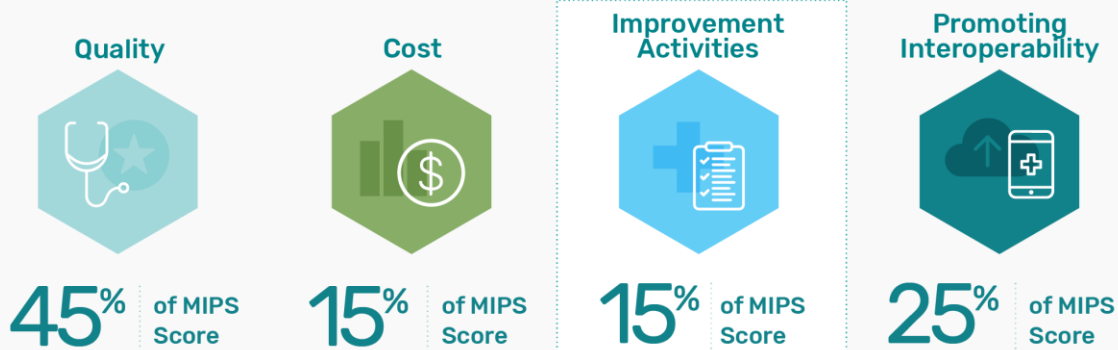 Quality
Cost
Improvement
Activities
Promoting
Interoperability
$
45% of MIPS
Score
15% of MIPS
Score
15% of MIPS
Score
25% of MIPS
Score